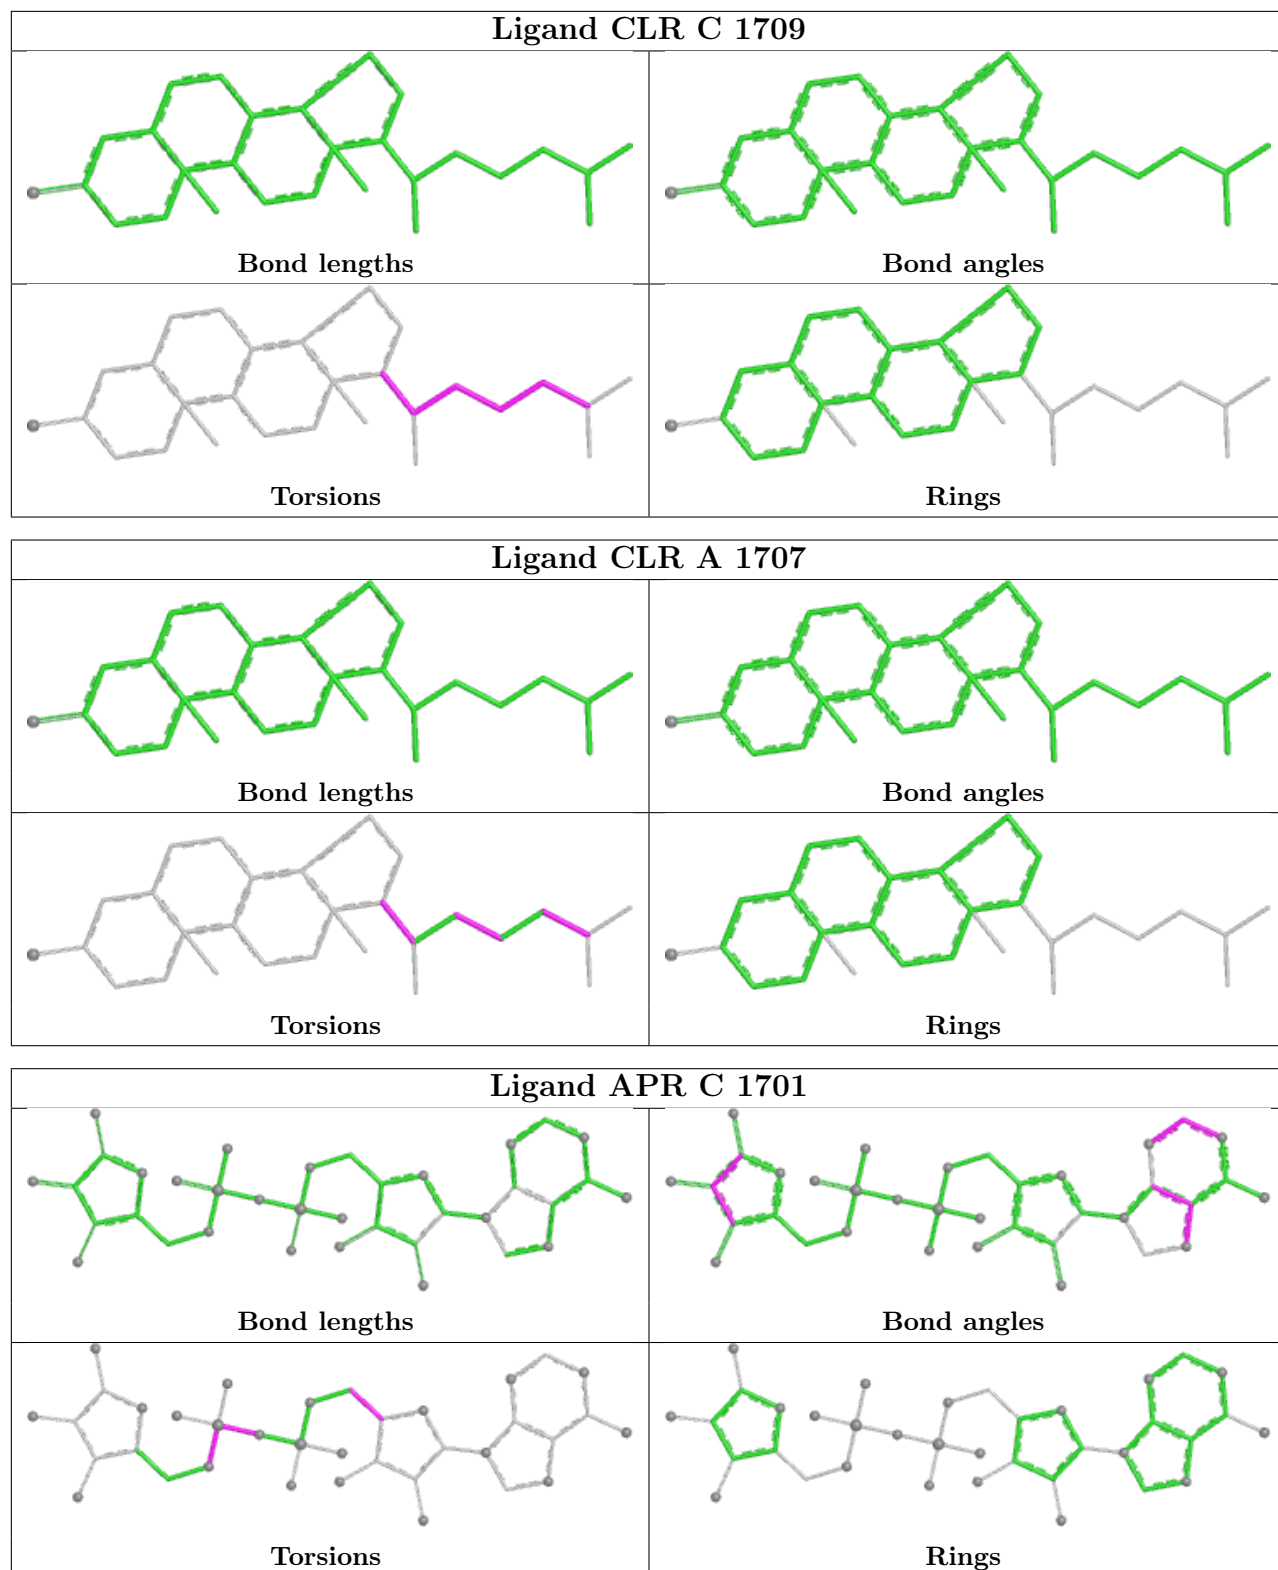 Ligand CLR C 1709
Bond lengths
Bond angles
Torsions
Rings
Ligand CLR A 1707
Bond lengths
Bond angles
Torsions
Rings
Ligand APR C 1701
Bond lengths
Bond angles
Torsions
Rings